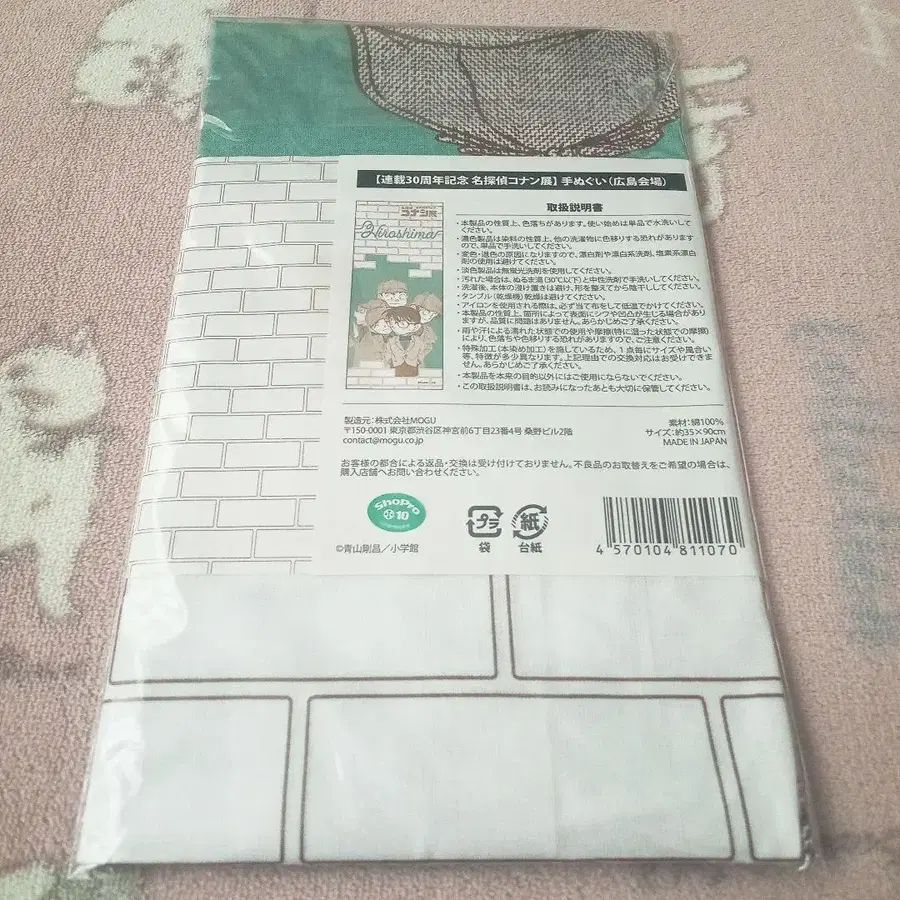 【連載30周年記念 名探偵コナン展】手ぬぐい（広島会場）
コナン展
Hiroshima
取扱説明書
・本製品の性質上、色落ちがあります。使い始めは単品で水洗いして
ください。
・濃色製品は染料の性質上、他の洗濯物に色移りする恐れがあります
ので、単品で手洗いしてください。
・変色・退色の原因になりますので、漂白剤や漂白系洗剤、塩素系漂白
剤の使用は避けてください。
・淡色製品は無蛍光洗剤を使用してください。
・汚れた場合は、ぬるま湯（30℃以下）と中性洗剤で手洗いしてください。
・洗濯後、本体の浸け置きは避け、形を整えてから陰干ししてください。
・タンブル（乾燥機）乾燥は避けてください。
・アイロンを使用される際は、必ず当て布をして低温でかけてください。
・本製品の性質上、箇所によって表面にシワや凹凸が生じる場合があり
ますが、品質に問題はありません。あらかじめご了承ください。
・雨や汗による濡れた状態での使用や摩擦（特に湿った状態での摩擦）
により、色落ちや色移りする恐れがありますので、ご注意ください。
・特殊加工（本染め加工）を施しているため、1点毎にサイズや風合い
等、特徴が多少異なります。上記理由での交換対応はお受けできませ
ん。あらかじめご了承ください。
・本製品を本来の目的以外にはご使用にならないでください。
・この取扱説明書は、お読みになったあとも大切に保管してください。
製造元：株式会社MOGU
〒150-0001 東京都渋谷区神宮前6丁目23番4号 桑野ビル2階
contact@mogu.co.jp
素材：綿100%
サイズ：約35×90cm
MADE IN JAPAN
お客様の都合による返品・交換は受け付けておりません。不良品のお取替えをご希望の場合は、
購入店舗へお問い合わせください。
ShoPro
10
©青山剛昌／小学館
プラ
袋
紙
台紙
4 570104 811070